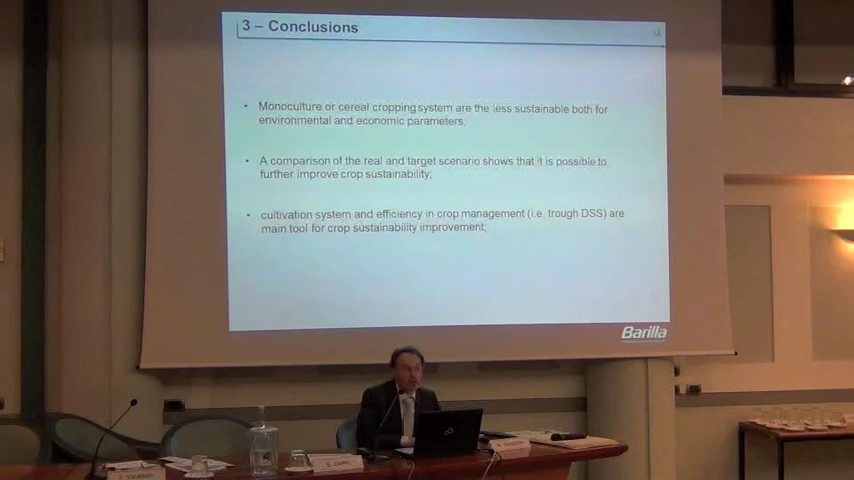 3 – Conclusions
• Monoculture or cereal cropping system are the less sustainable both for
environmental and economic parameters;
• A comparison of the real and target scenario shows that it is possible to
further improve crop sustainability;
• cultivation system and efficiency in crop management (i.e. trough DSS) are
main tool for crop sustainability improvement;
Barilla